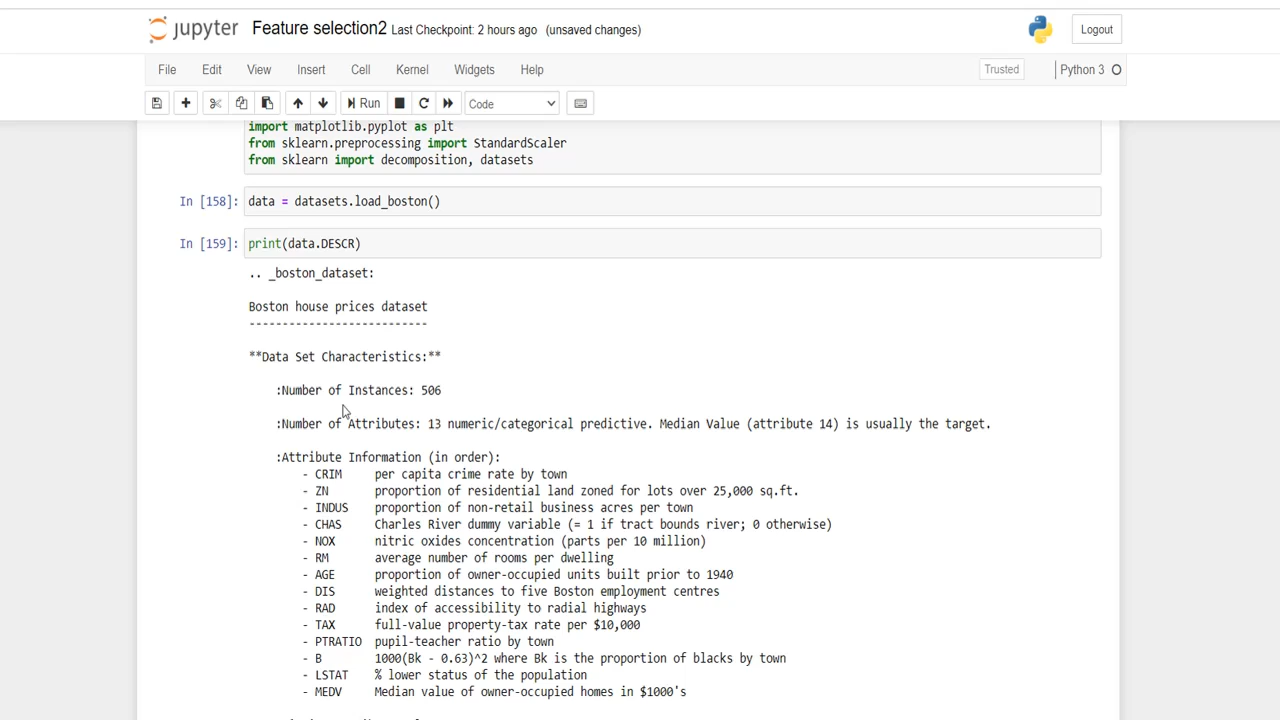 jupyter Feature selection2 Last Checkpoint: 2 hours ago (unsaved changes) Logout
File Edit View Insert Cell Kernel Widgets Help Trusted Python 3
Run Code
import matplotlib.pyplot as plt
from sklearn.preprocessing import StandardScaler
from sklearn import decomposition, datasets
In [158]: data = datasets.load_boston()
In [159]: print(data.DESCR)
.. _boston_dataset:
Boston house prices dataset
---------------------------
**Data Set Characteristics:**
:Number of Instances: 506
:Number of Attributes: 13 numeric/categorical predictive. Median Value (attribute 14) is usually the target.
:Attribute Information (in order):
- CRIM per capita crime rate by town
- ZN proportion of residential land zoned for lots over 25,000 sq.ft.
- INDUS proportion of non-retail business acres per town
- CHAS Charles River dummy variable (= 1 if tract bounds river; 0 otherwise)
- NOX nitric oxides concentration (parts per 10 million)
- RM average number of rooms per dwelling
- AGE proportion of owner-occupied units built prior to 1940
- DIS weighted distances to five Boston employment centres
- RAD index of accessibility to radial highways
- TAX full-value property-tax rate per $10,000
- PTRATIO pupil-teacher ratio by town
- B 1000(Bk - 0.63)^2 where Bk is the proportion of blacks by town
- LSTAT % lower status of the population
- MEDV Median value of owner-occupied homes in $1000's